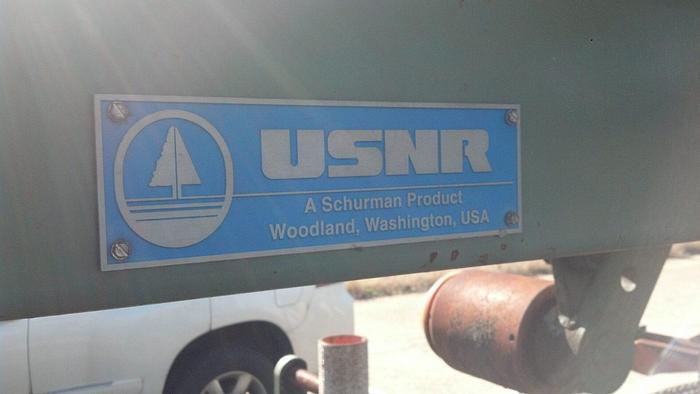 USNR
A Schurman Product
Woodland, Washington, USA